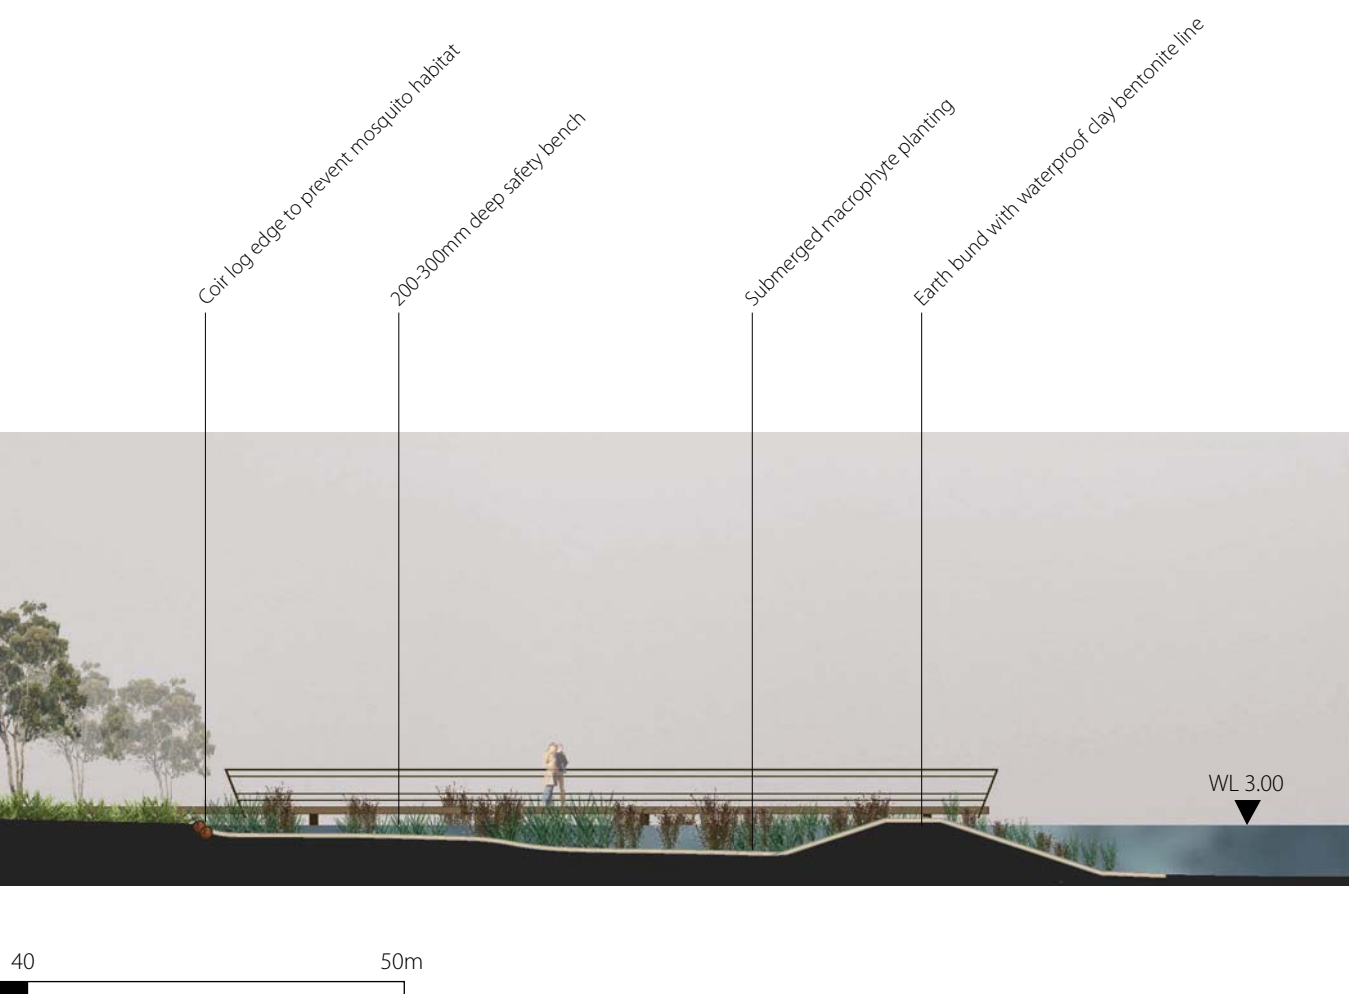 Coir log edge to prevent mosquito habitat
200-300mm deep safety bench
Submerged macrophyte planting
Earth bund with waterproof clay bentonite line
WL 3.00
40
50m